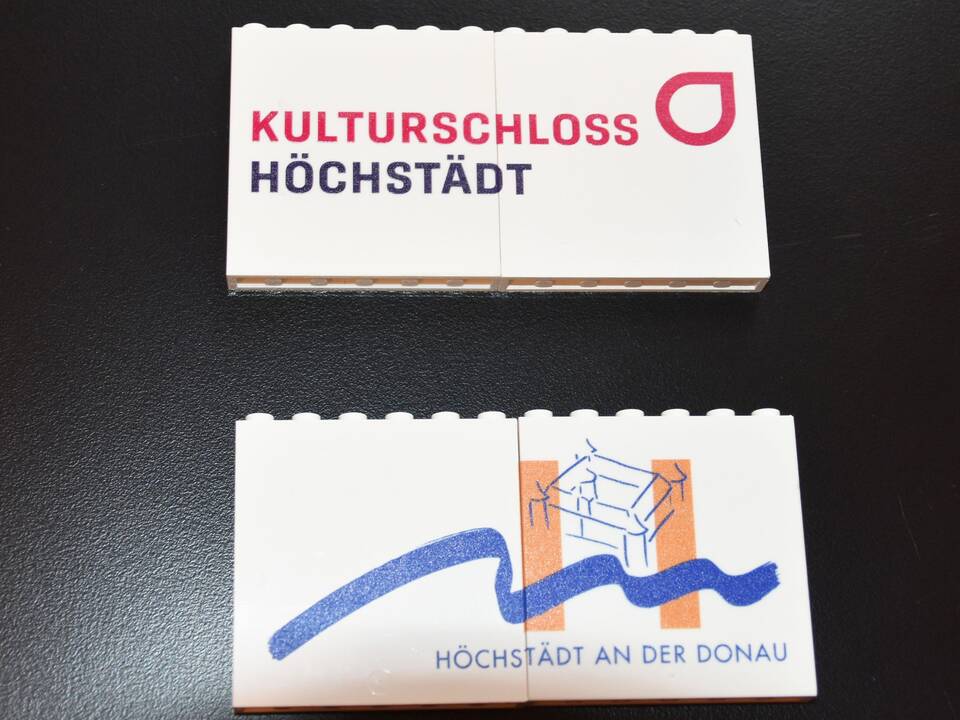 KULTURSCHLOSS
HÖCHSTÄDT
HÖCHSTÄDT AN DER DONAU